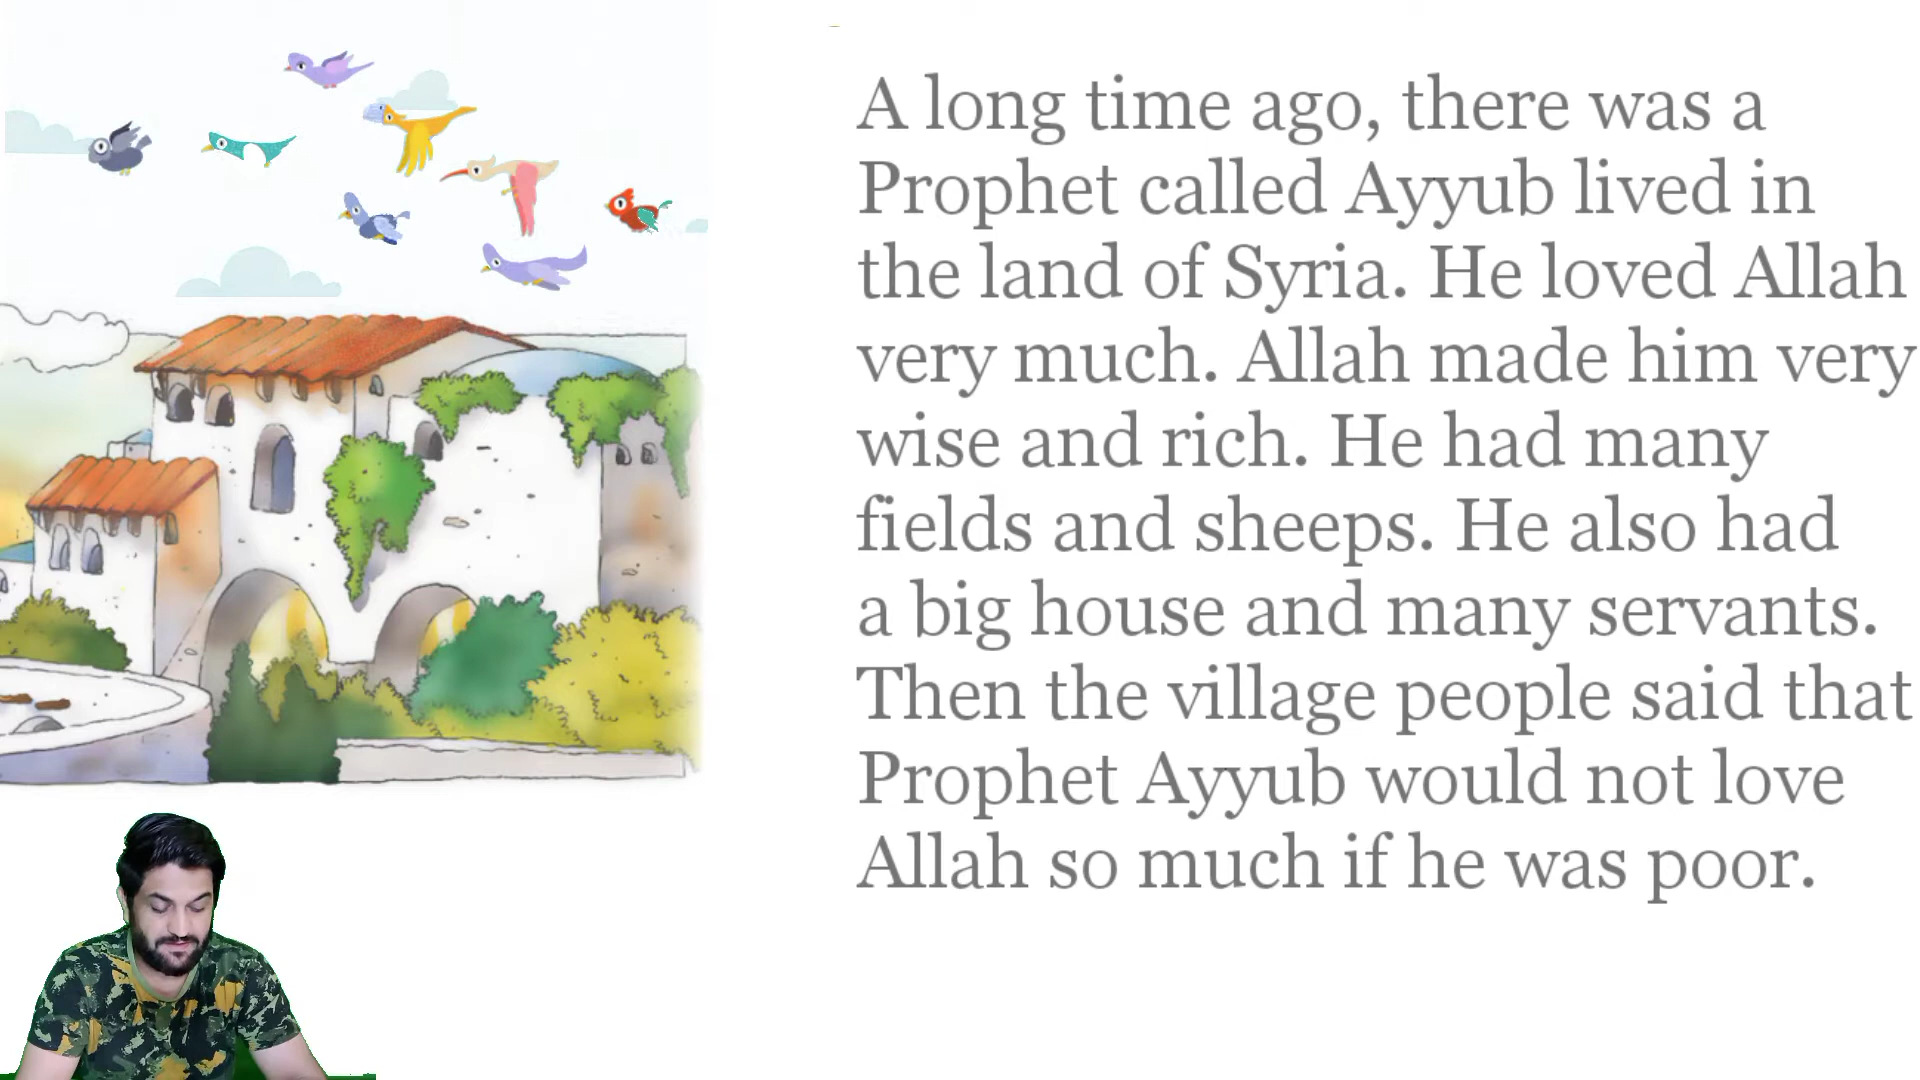 A long time ago, there was a
Prophet called Ayyub lived in
the land of Syria. He loved Allah
very much. Allah made him very
wise and rich. He had many
fields and sheeps. He also had
a big house and many servants.
Then the village people said that
Prophet Ayyub would not love
Allah so much if he was poor.